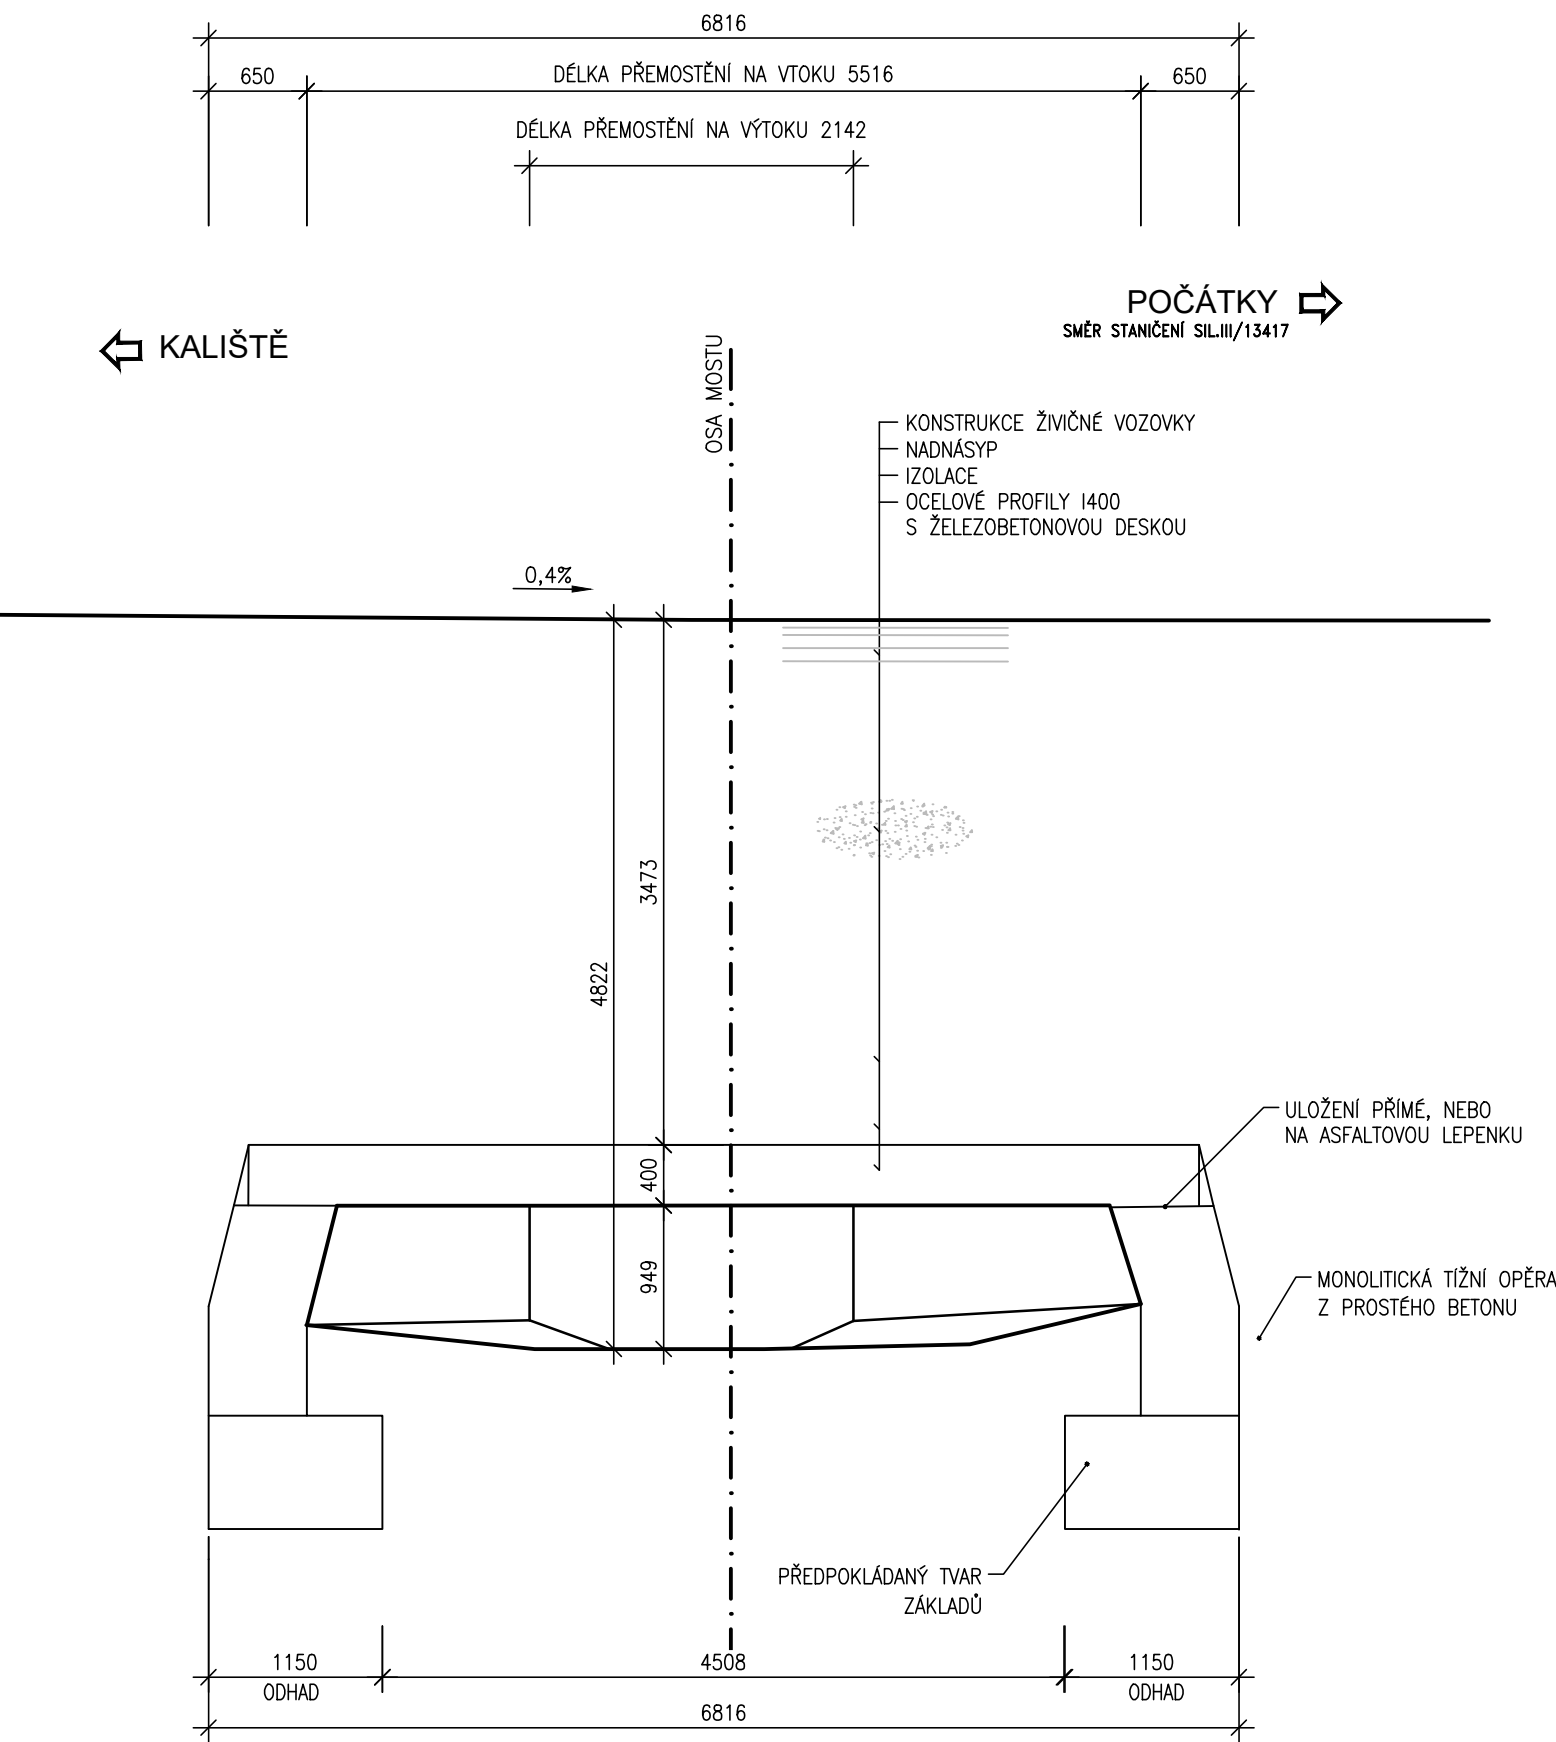 6816
650
DÉLKA PŘEMOSTĚNÍ NA VTOKU 5516
650
DÉLKA PŘEMOSTĚNÍ NA VÝTOKU 2142
POČÁTKY
SMĚR STANIČENÍ SIL.III/13417
KALIŠTĚ
OSA MOSTU
KONSTRUKCE ŽIVIČNÉ VOZOVKY
NADNÁSYP
IZOLACE
OCELOVÉ PROFILY I400
S ŽELEZOBETONOVOU DESKOU
0,4%
3473
4822
400
949
ULOŽENÍ PŘÍMÉ, NEBO
NA ASFALTOVOU LEPENKU
MONOLITICKÁ TÍŽNÍ OPĚRA
Z PROSTÉHO BETONU
PŘEDPOKLÁDANÝ TVAR
ZÁKLADŮ
1150
ODHAD
4508
1150
ODHAD
6816